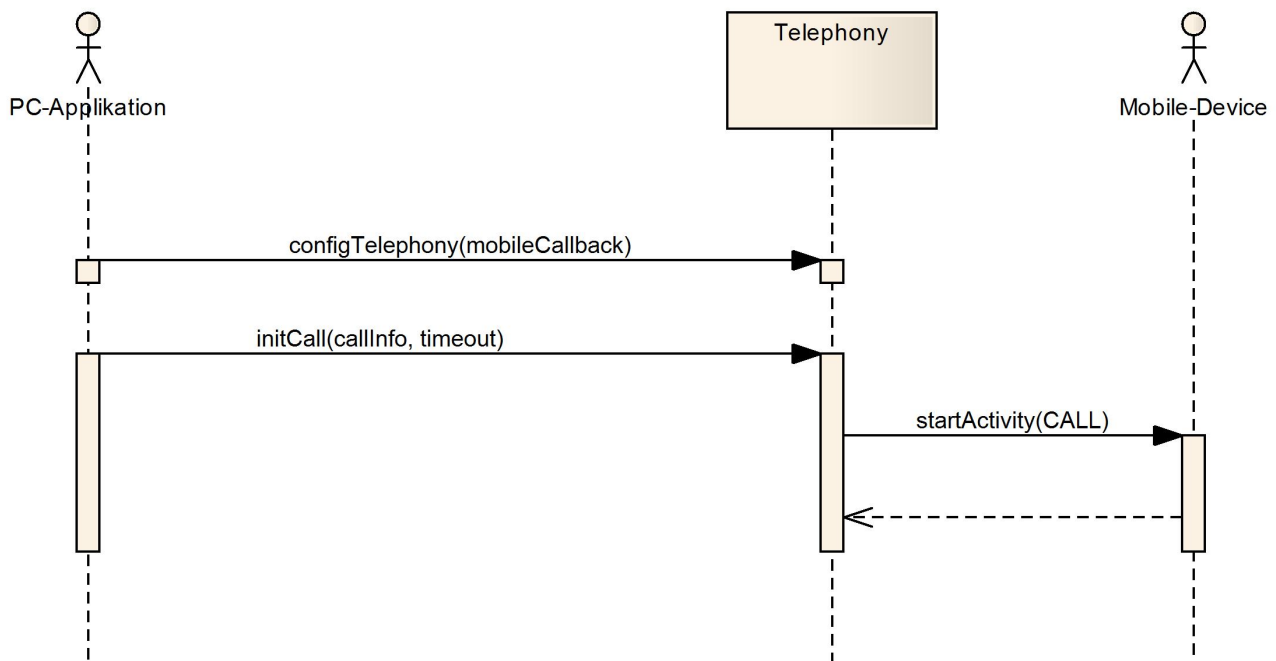 Telephony
PC-Applikation
Mobile-Device
configTelephony(mobileCallback)
initCall(callInfo, timeout)
startActivity(CALL)